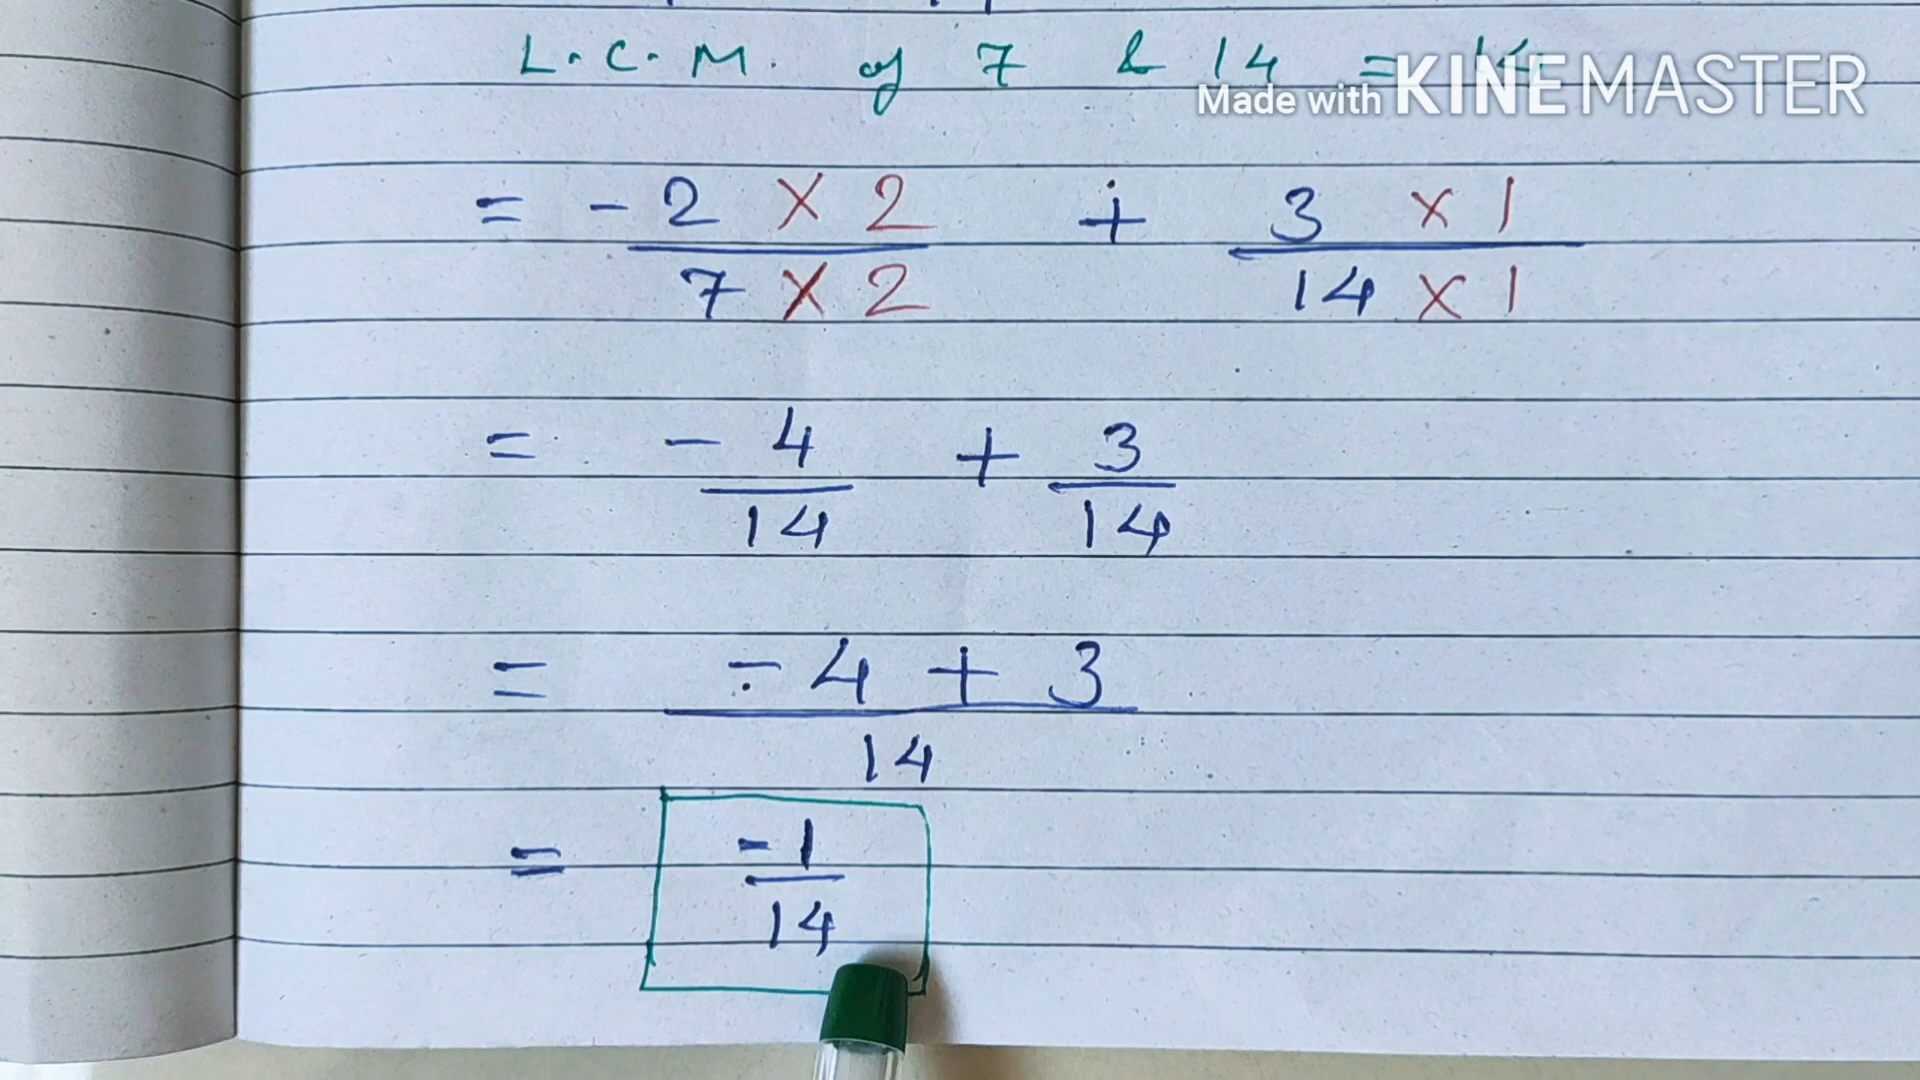 L.C.M. of 7 & 14 = 14
Made with KINEMASTER
= -2 × 2 + 3 × 1
7 × 2 14 × 1
= - 4 + 3
14 14
= - 4 + 3
14
= -1
14